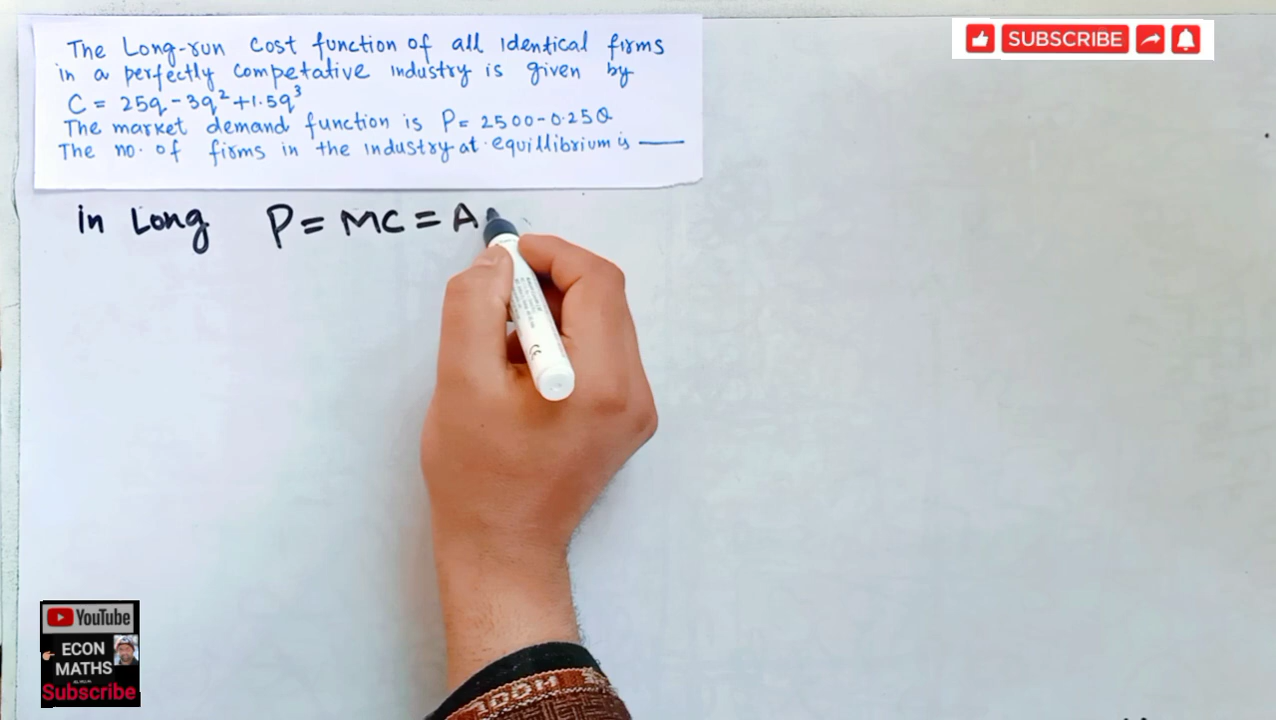 The Long-run cost function of all identical firms
in a perfectly competative industry is given by
C = 25q - 3q² + 1.5q³
The market demand function is P = 2500 - 0.25Q
The no. of firms in the industry at equillibrium is ——
in Long P = MC = A
SUBSCRIBE
YouTube
ECON
MATHS
Subscribe